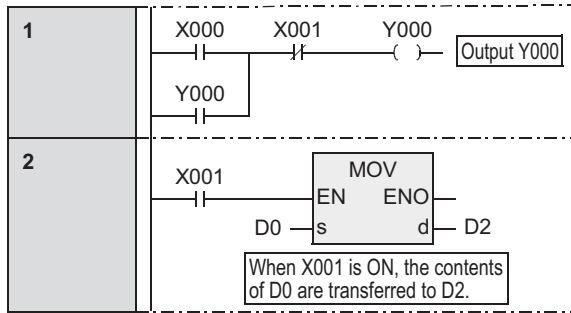 1
X000 X001 Y000
Output Y000
Y000
2
X001
MOV
EN ENO
D0 s d D2
When X001 is ON, the contents
of D0 are transferred to D2.